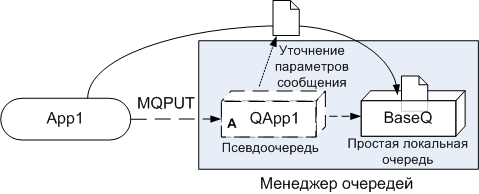 Уточнение
параметров
сообщения
MQPUT
App1
A
QApp1
BaseQ
Псевдоочередь
Простая локальная
очередь
Менеджер очередей